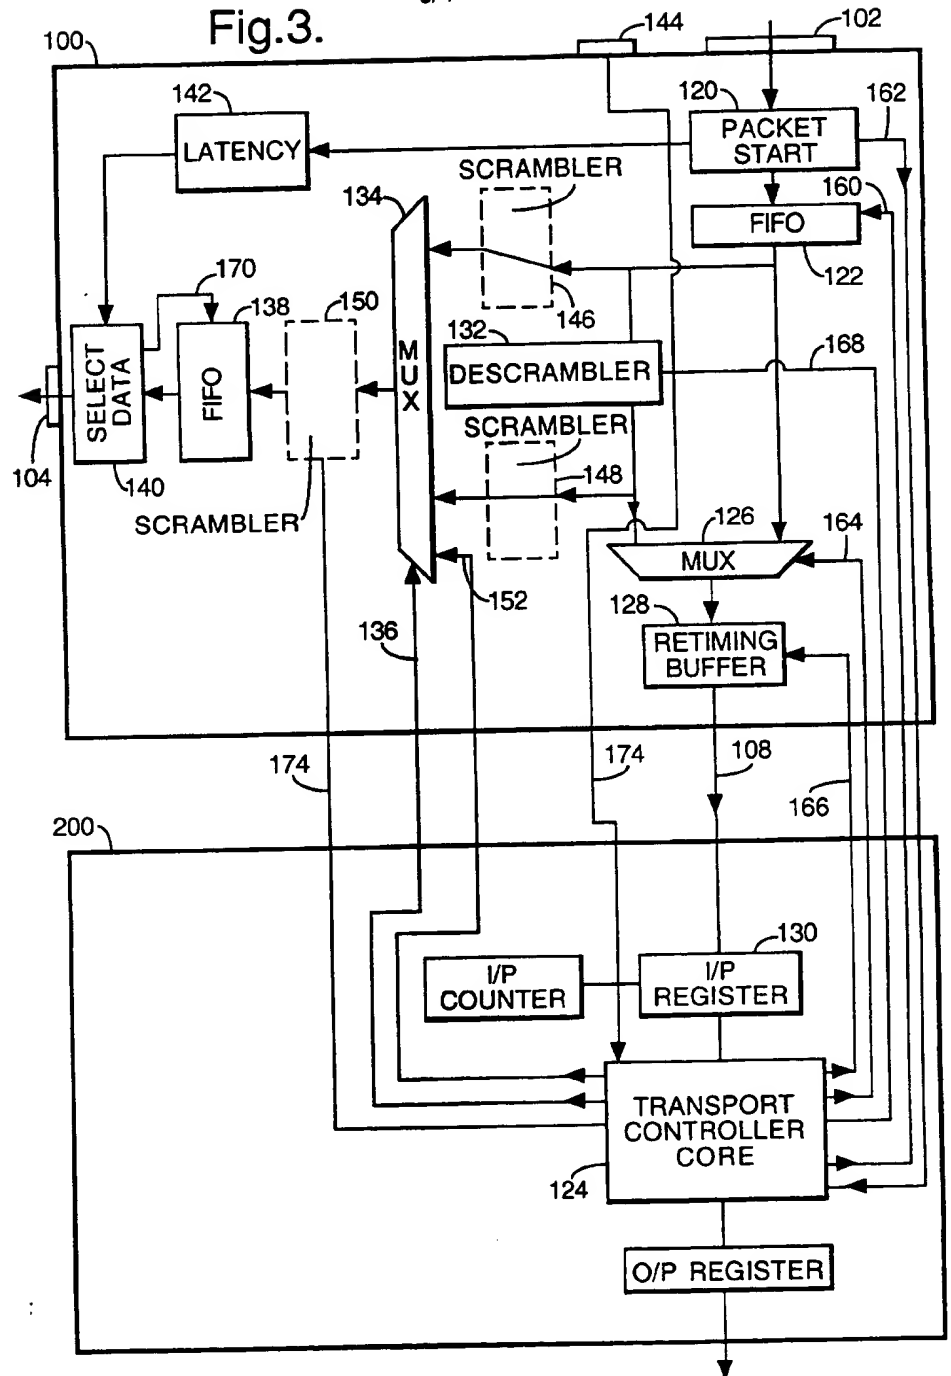 Fig.3.
144
102
100
142
120
162
PACKET
START
LATENCY
SCRAMBLER
134
160
FIFO
170
122
138
150
146
132
168
MUX
DESCRAMBLER
SELECT
DATA
FIFO
SCRAMBLER
104
140
148
SCRAMBLER
126
164
MUX
152
128
136
RETIMING
BUFFER
174
174
108
166
200
130
I/P
COUNTER
I/P
REGISTER
TRANSPORT
CONTROLLER
CORE
124
O/P REGISTER